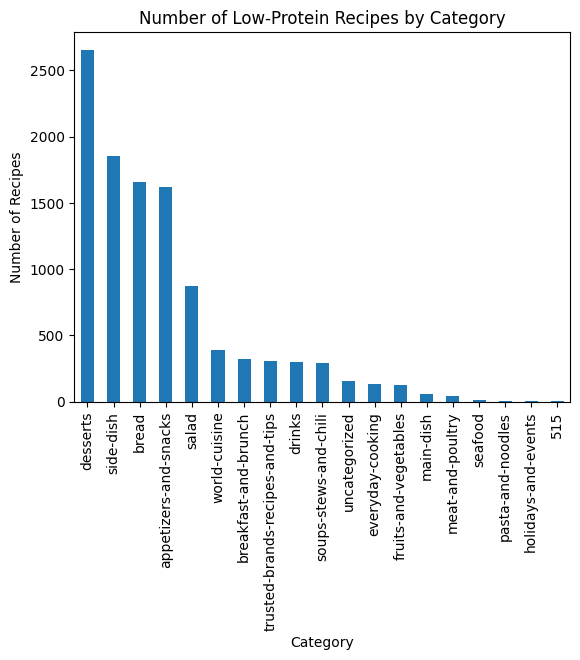 Number of Low-Protein Recipes by Category
Number of Recipes
2500
2000
1500
1000
500
0
desserts
side-dish
bread
appetizers-and-snacks
salad
world-cuisine
breakfast-and-brunch
trusted-brands-recipes-and-tips
drinks
soups-stews-and-chili
uncategorized
everyday-cooking
fruits-and-vegetables
main-dish
meat-and-poultry
seafood
pasta-and-noodles
holidays-and-events
515
Category